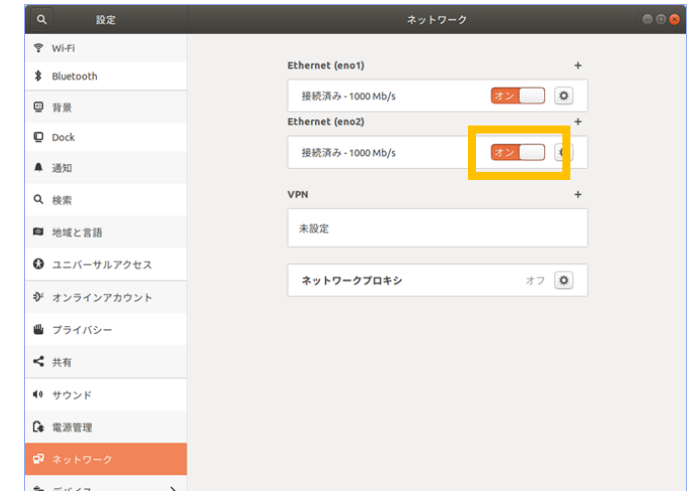 設定
ネットワーク
Wi-Fi
Bluetooth
背景
Dock
通知
検索
地域と言語
ユニバーサルアクセス
オンラインアカウント
プライバシー
共有
サウンド
電源管理
ネットワーク
デバイス
Ethernet (eno1)
接続済み - 1000 Mb/s
オン
Ethernet (eno2)
接続済み - 1000 Mb/s
オン
VPN
未設定
ネットワークプロキシ
オフ